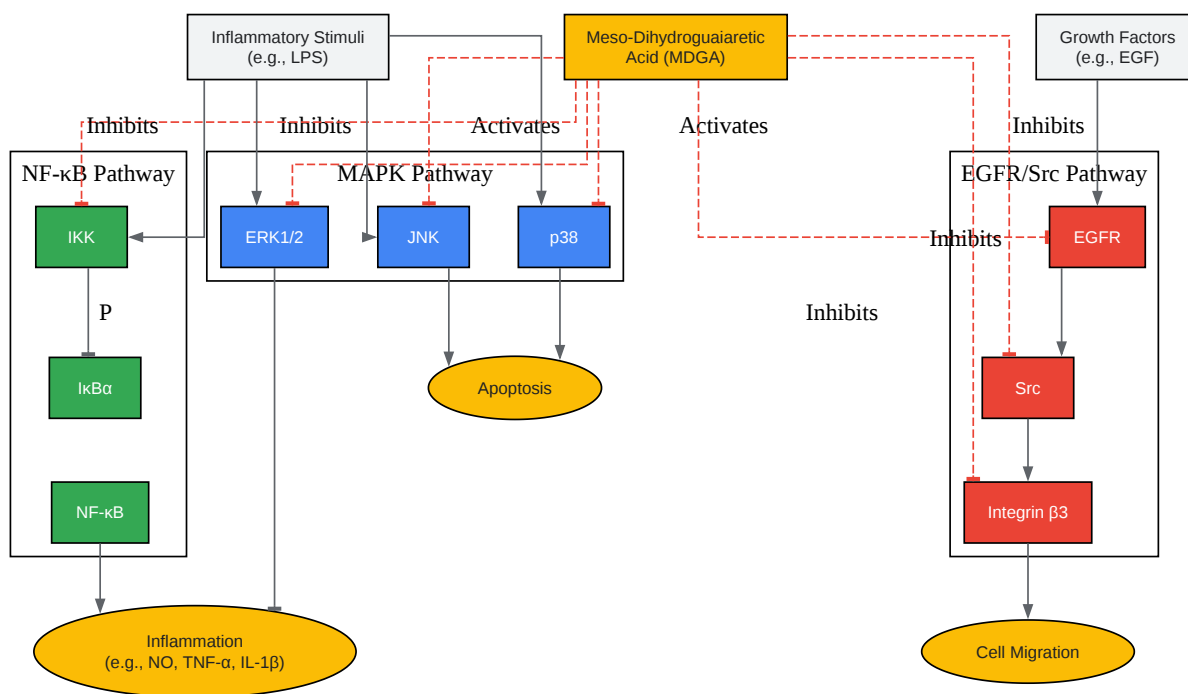 Inflammatory Stimuli
(e.g., LPS)
Meso-Dihydroguaiaretic
Acid (MDGA)
Growth Factors
(e.g., EGF)
Inhibits
Inhibits
Activates
Activates
Inhibits
NF-κB Pathway
MAPK Pathway
EGFR/Src Pathway
IKK
ERK1/2
JNK
p38
Inhibits
EGFR
P
Inhibits
IκBα
Apoptosis
Src
NF-κB
Integrin β3
Inflammation
(e.g., NO, TNF-α, IL-1β)
Cell Migration